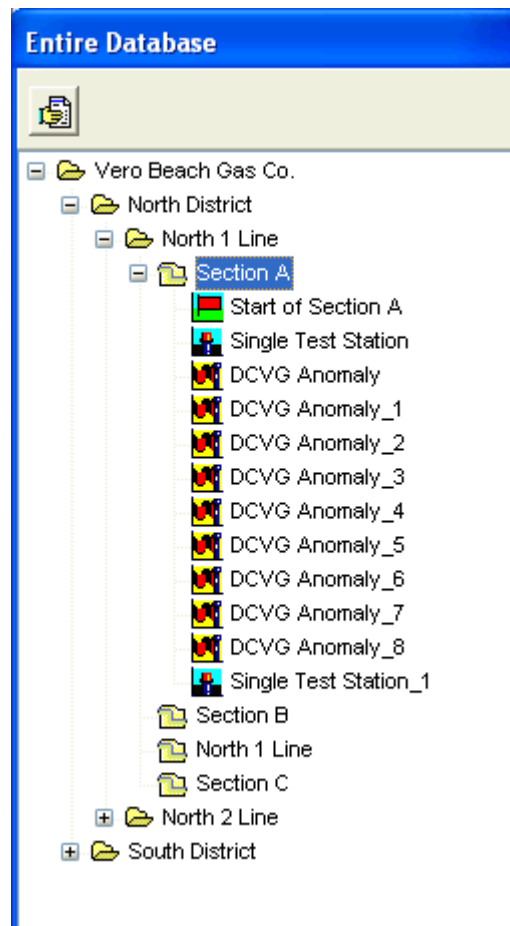 Entire Database
Vero Beach Gas Co.
North District
North 1 Line
Section A
Start of Section A
Single Test Station
DCVG Anomaly
DCVG Anomaly_1
DCVG Anomaly_2
DCVG Anomaly_3
DCVG Anomaly_4
DCVG Anomaly_5
DCVG Anomaly_6
DCVG Anomaly_7
DCVG Anomaly_8
Single Test Station_1
Section B
North 1 Line
Section C
North 2 Line
South District